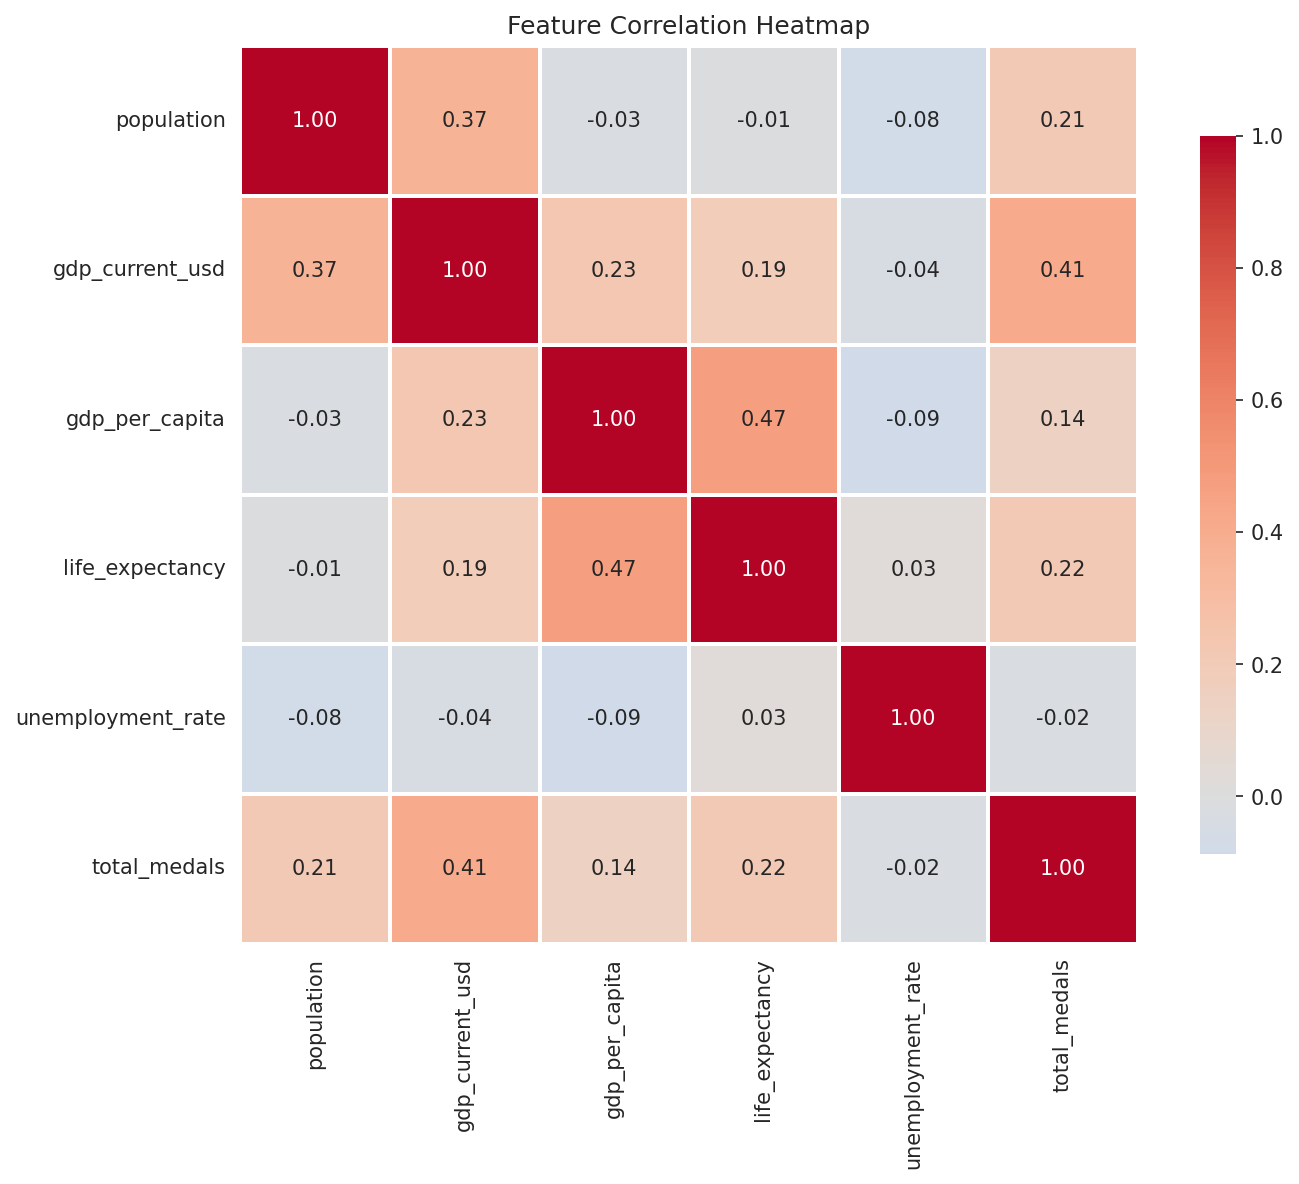 Feature Correlation Heatmap
population 1.00 0.37 -0.03 -0.01 -0.08 0.21
gdp_current_usd 0.37 1.00 0.23 0.19 -0.04 0.41
gdp_per_capita -0.03 0.23 1.00 0.47 -0.09 0.14
life_expectancy -0.01 0.19 0.47 1.00 0.03 0.22
unemployment_rate -0.08 -0.04 -0.09 0.03 1.00 -0.02
total_medals 0.21 0.41 0.14 0.22 -0.02 1.00
population
gdp_current_usd
gdp_per_capita
life_expectancy
unemployment_rate
total_medals
1.0
0.8
0.6
0.4
0.2
0.0